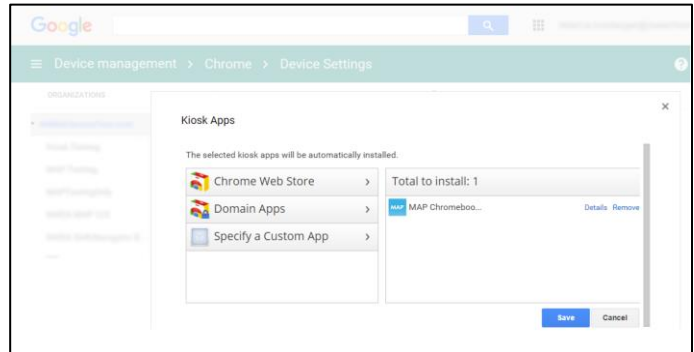 Google
Device management > Chrome > Device Settings
ORGANIZATIONS
Kiosk Apps
The selected kiosk apps will be automatically installed.
Chrome Web Store
Total to install: 1
Domain Apps
MAP MAP Chromeboo... Details Remove
Specify a Custom App
Save Cancel